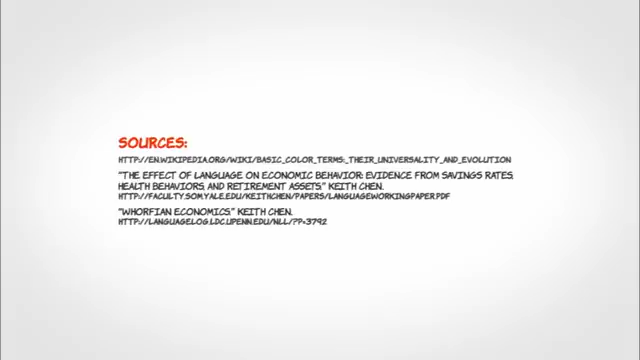 SOURCES:
HTTP://EN.WIKIPEDIA.ORG/WIKI/BASIC_COLOR_TERMS:_THEIR_UNIVERSALITY_AND_EVOLUTION
"THE EFFECT OF LANGUAGE ON ECONOMIC BEHAVIOR: EVIDENCE FROM SAVINGS RATES,
HEALTH BEHAVIORS, AND RETIREMENT ASSETS," KEITH CHEN.
HTTP://FACULTY.SOM.YALE.EDU/KEITHCHEN/PAPERS/LANGUAGEWORKINGPAPER.PDF
"WHORFIAN ECONOMICS," KEITH CHEN.
HTTP://LANGUAGELOG.LDC.UPENN.EDU/NLL/?P=3792